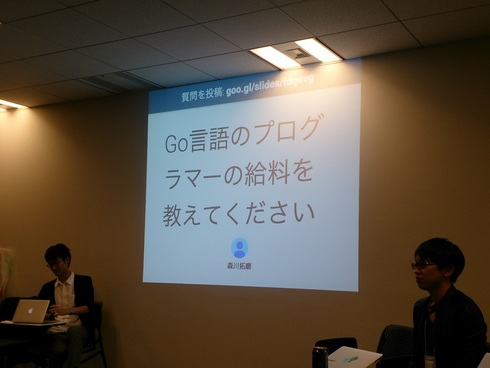 質問を投稿: goo.gl/slides/
Go言語のプログ
ラマーの給料を
教えてください
森川拓磨